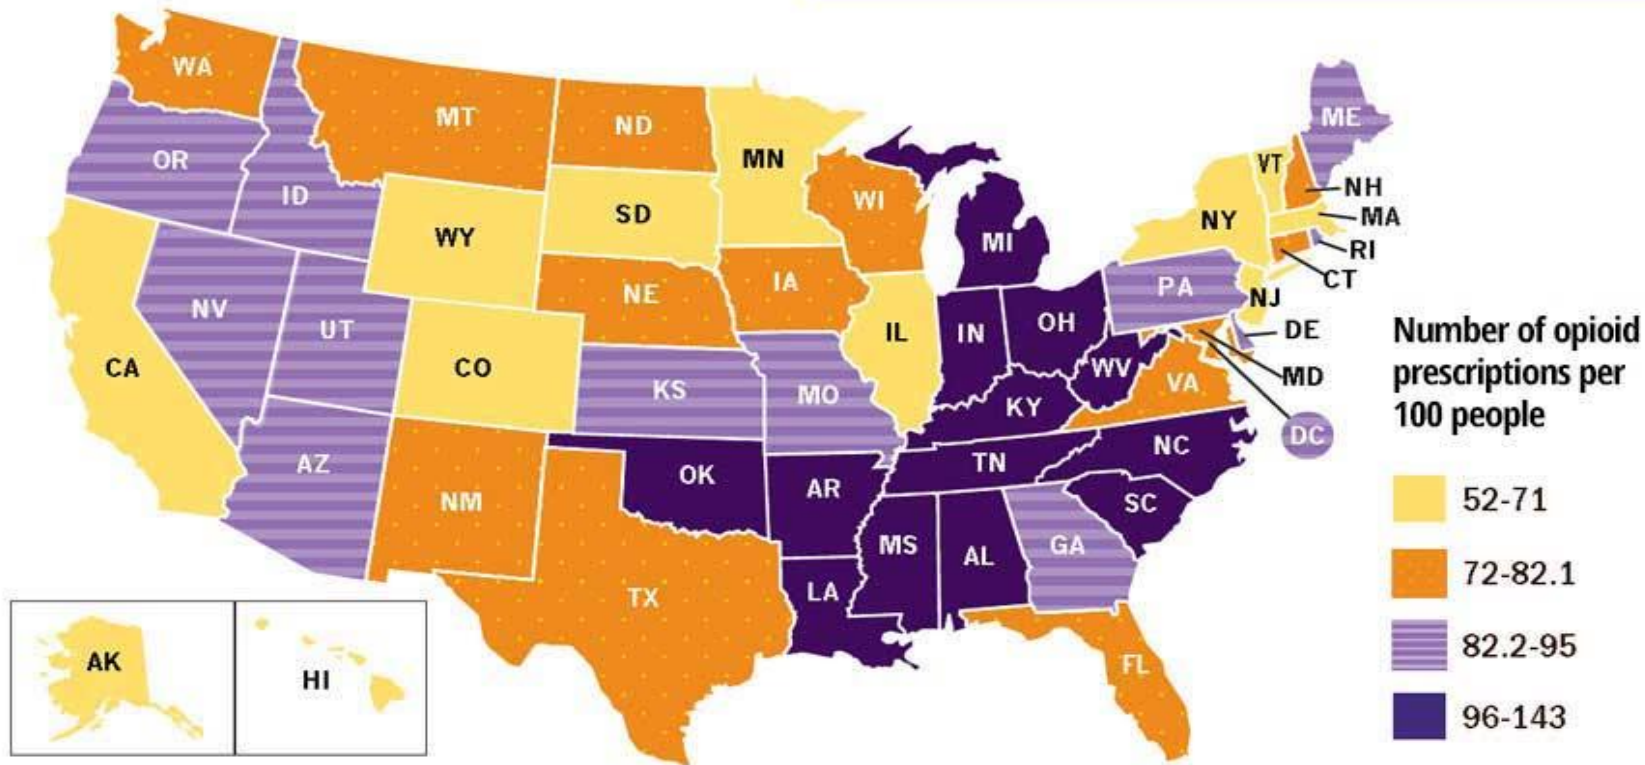 WA
MT
ND
MN
ME
OR
ID
WY
SD
WI
MI
VT
NH
NY
MA
RI
CT
NV
UT
NE
IA
PA
NJ
CA
CO
IL
IN
OH
DE
KS
MO
WV
VA
MD
KY
DC
AZ
NM
OK
AR
TN
NC
SC
MS
AL
GA
TX
LA
FL
AK
HI
Number of opioid
prescriptions per
100 people
52-71
72-82.1
82.2-95
96-143